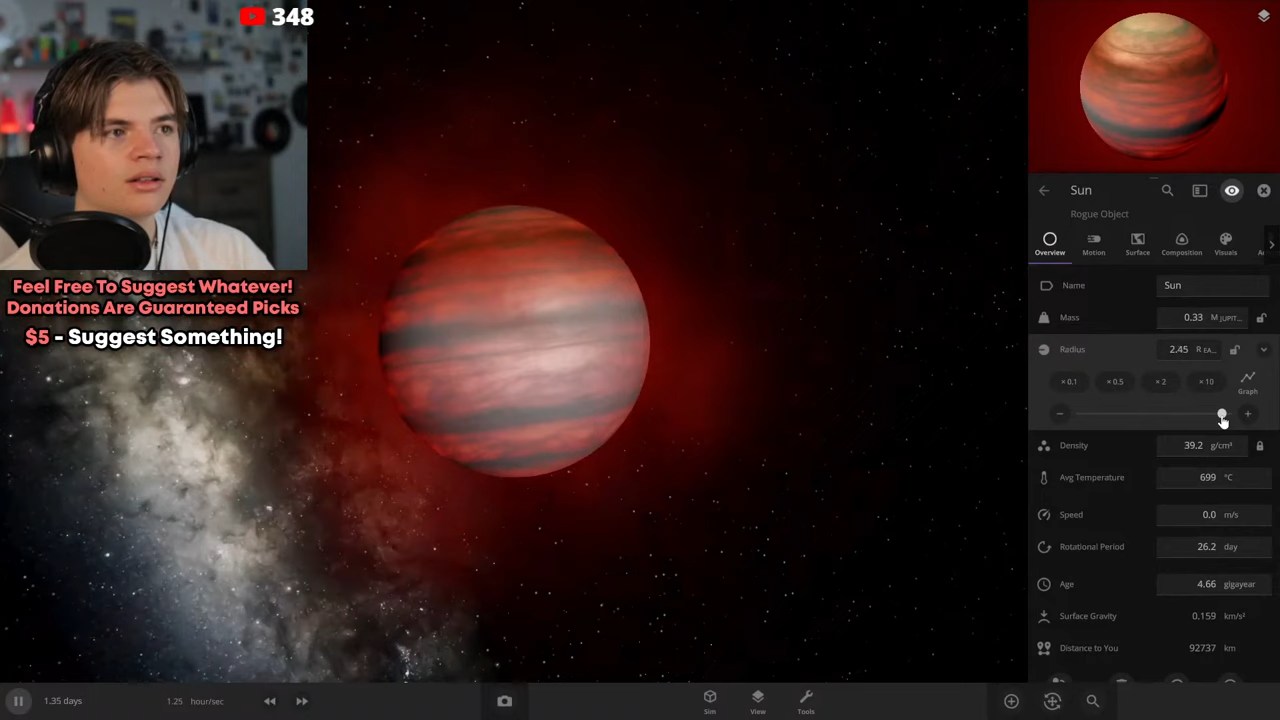 348
Feel Free To Suggest Whatever!
Donations Are Guaranteed Picks
$5 - Suggest Something!
Sun
Rogue Object
Overview Motion Surface Composition Visuals
Name Sun
Mass 0.33 M JUPIT...
Radius 2.45 R EA...
× 0.1 × 0.5 × 2 × 10 Graph
Density 39.2 g/cm³
Avg Temperature 699 °C
Speed 0.0 m/s
Rotational Period 26.2 day
Age 4.66 gigayear
Surface Gravity 0.159 km/s²
Distance to You 92737 km
1.35 days 1.25 hour/sec Sim View Tools